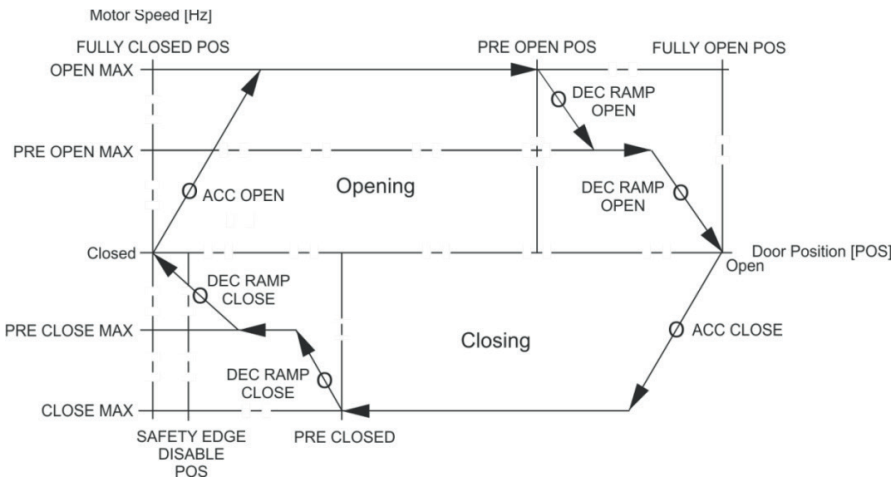 Motor Speed [Hz]
FULLY CLOSED POS
PRE OPEN POS
FULLY OPEN POS
OPEN MAX
DEC RAMP
OPEN
PRE OPEN MAX
ACC OPEN
Opening
DEC RAMP
OPEN
Closed
Door Position [POS]
Open
DEC RAMP
CLOSE
PRE CLOSE MAX
Closing
ACC CLOSE
DEC RAMP
CLOSE
CLOSE MAX
SAFETY EDGE
DISABLE
POS
PRE CLOSED